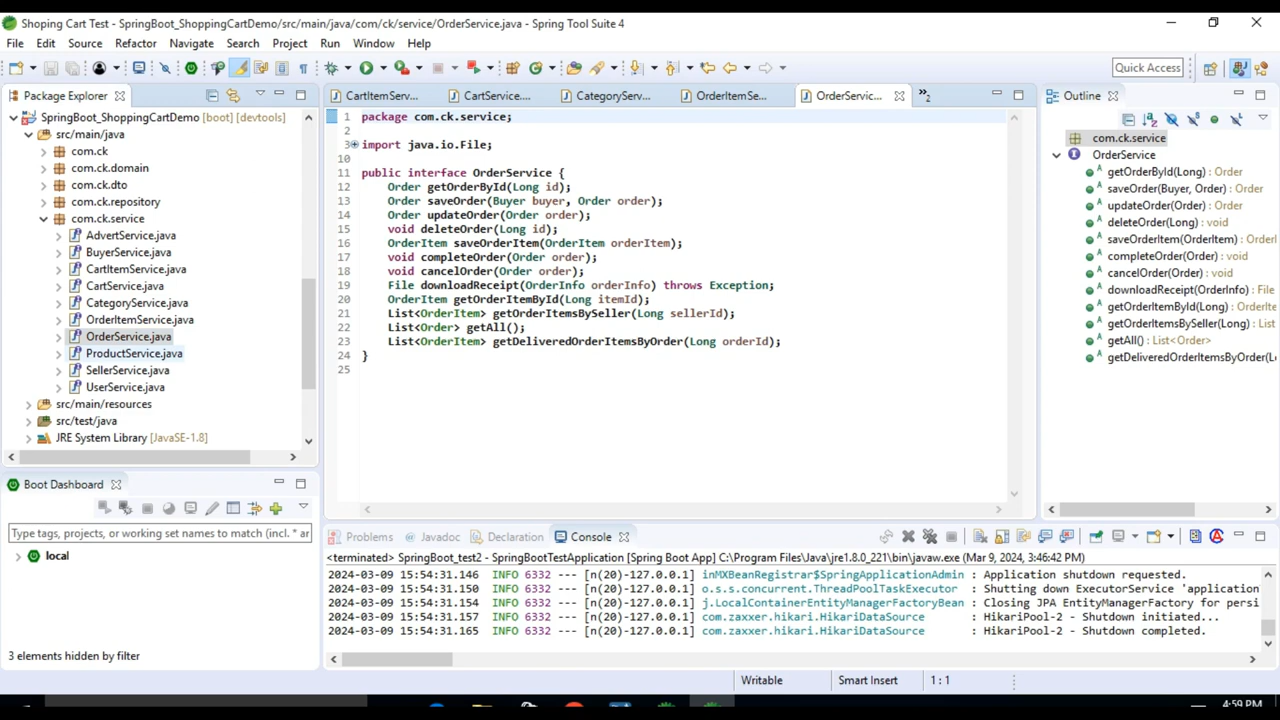 Shoping Cart Test - SpringBoot_ShoppingCartDemo/src/main/java/com/ck/service/OrderService.java - Spring Tool Suite 4
File Edit Source Refactor Navigate Search Project Run Window Help
Quick Access
Package Explorer
SpringBoot_ShoppingCartDemo [boot] [devtools]
src/main/java
com.ck
com.ck.domain
com.ck.dto
com.ck.repository
com.ck.service
AdvertService.java
BuyerService.java
CartItemService.java
CartService.java
CategoryService.java
OrderItemService.java
OrderService.java
ProductService.java
SellerService.java
UserService.java
src/main/resources
src/test/java
JRE System Library [JavaSE-1.8]
Boot Dashboard
Type tags, projects, or working set names to match (incl. * ar
local
3 elements hidden by filter
CartItemServ... CartService.... CategoryServ... OrderItemSe... OrderServic... »2
1 package com.ck.service;
2
3 import java.io.File;
10
11 public interface OrderService {
12 Order getOrderById(Long id);
13 Order saveOrder(Buyer buyer, Order order);
14 Order updateOrder(Order order);
15 void deleteOrder(Long id);
16 OrderItem saveOrderItem(OrderItem orderItem);
17 void completeOrder(Order order);
18 void cancelOrder(Order order);
19 File downloadReceipt(OrderInfo orderInfo) throws Exception;
20 OrderItem getOrderItemById(Long itemId);
21 List<OrderItem> getOrderItemsBySeller(Long sellerId);
22 List<Order> getAll();
23 List<OrderItem> getDeliveredOrderItemsByOrder(Long orderId);
24 }
25
Outline
com.ck.service
OrderService
getOrderById(Long) : Order
saveOrder(Buyer, Order) : Order
updateOrder(Order) : Order
deleteOrder(Long) : void
saveOrderItem(OrderItem) : OrderI
completeOrder(Order) : void
cancelOrder(Order) : void
downloadReceipt(OrderInfo) : File
getOrderItemById(Long) : OrderIte
getOrderItemsBySeller(Long) : List
getAll() : List<Order>
getDeliveredOrderItemsByOrder(L
Problems Javadoc Declaration Console
<terminated> SpringBoot_test2 - SpringBootTestApplication [Spring Boot App] C:\Program Files\Java\jre1.8.0_221\bin\javaw.exe (Mar 9, 2024, 3:46:42 PM)
2024-03-09 15:54:31.146 INFO 6332 --- [n(20)-127.0.0.1] inMXBeanRegistrar$SpringApplicationAdmin : Application shutdown requested.
2024-03-09 15:54:31.150 INFO 6332 --- [n(20)-127.0.0.1] o.s.s.concurrent.ThreadPoolTaskExecutor : Shutting down ExecutorService 'application
2024-03-09 15:54:31.154 INFO 6332 --- [n(20)-127.0.0.1] j.LocalContainerEntityManagerFactoryBean : Closing JPA EntityManagerFactory for persi
2024-03-09 15:54:31.157 INFO 6332 --- [n(20)-127.0.0.1] com.zaxxer.hikari.HikariDataSource : HikariPool-2 - Shutdown initiated...
2024-03-09 15:54:31.165 INFO 6332 --- [n(20)-127.0.0.1] com.zaxxer.hikari.HikariDataSource : HikariPool-2 - Shutdown completed.
Writable Smart Insert 1 : 1
4:59 PM